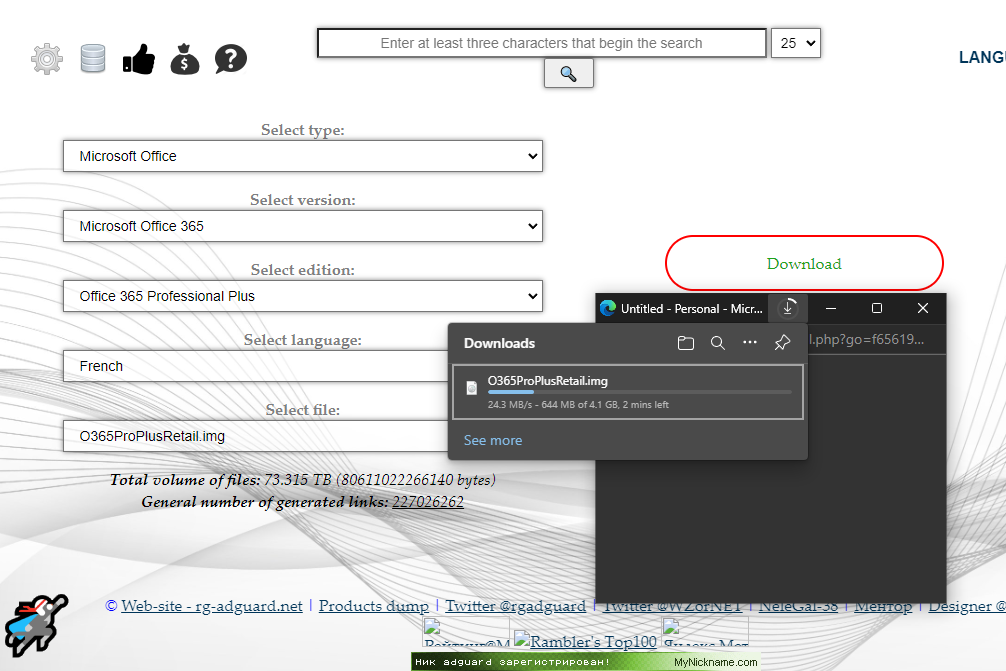 Enter at least three characters that begin the search
25
LANGU
Select type:
Microsoft Office
Select version:
Microsoft Office 365
Select edition:
Office 365 Professional Plus
Select language:
French
Select file:
O365ProPlusRetail.img
Total volume of files: 73.315 TB (80611022266140 bytes)
General number of generated links: 227026262
Download
Untitled - Personal - Micr...
l.php?go=f65619...
Downloads
O365ProPlusRetail.img
24.3 MB/s - 644 MB of 4.1 GB, 2 mins left
See more
© Web-site - rg-adguard.net | Products dump | Twitter @rgadguard | Twitter @WZorNET | NeleGal-38 | Ментор | Designer @
Рейтинг@M Rambler's Top100 Яндекс.Мет
Ник adguard зарегистрирован! MyNickname.com